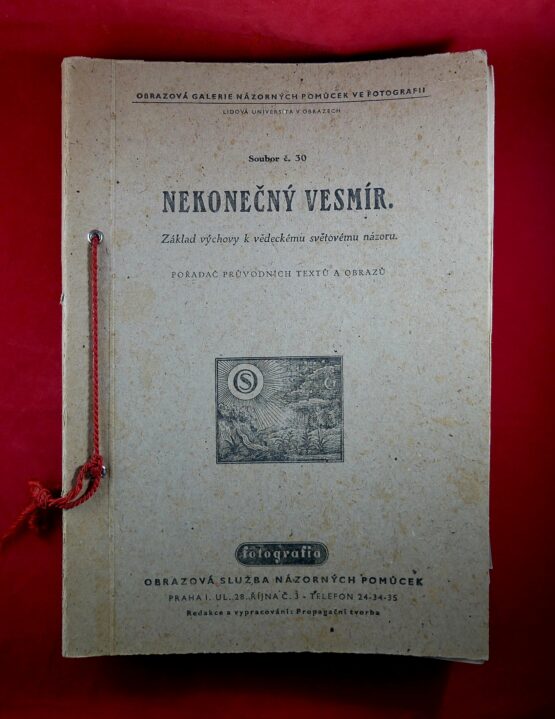 OBRAZOVÁ GALERIE NÁZORNÝCH POMŮCEK VE FOTOGRAFII
LIDOVÁ UNIVERSITA V OBRAZECH
Soubor č. 30
NEKONEČNÝ VESMÍR.
Základ výchovy k vědeckému světovému názoru.
POŘADAČ PRŮVODNÍCH TEXTŮ A OBRAZŮ
fotografia
OBRAZOVÁ SLUŽBA NÁZORNÝCH POMŮCEK
PRAHA I. UL. 28. ŘÍJNA Č. 3 - TELEFON 24-34-35
Redakce a vypracování: Propagační tvorba